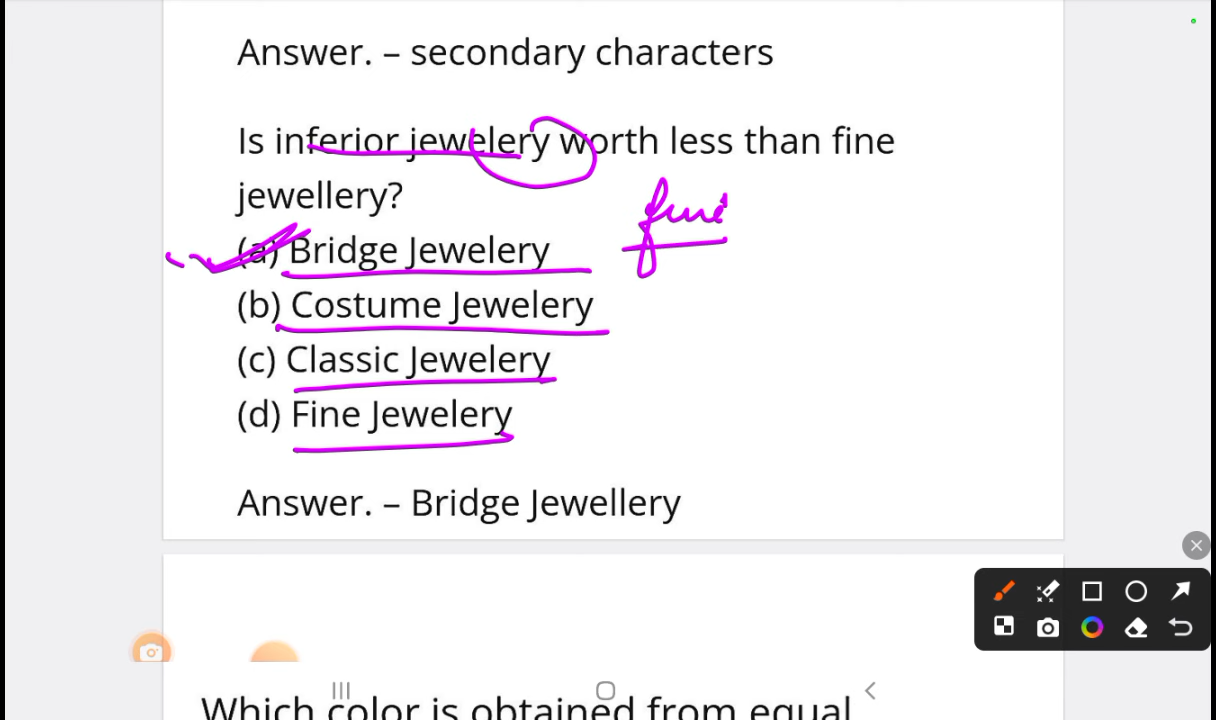 Answer. – secondary characters
Is inferior jewelery worth less than fine
jewellery?
fine
(a) Bridge Jewelery
(b) Costume Jewelery
(c) Classic Jewelery
(d) Fine Jewelery
Answer. – Bridge Jewellery
Which color is obtained from equal